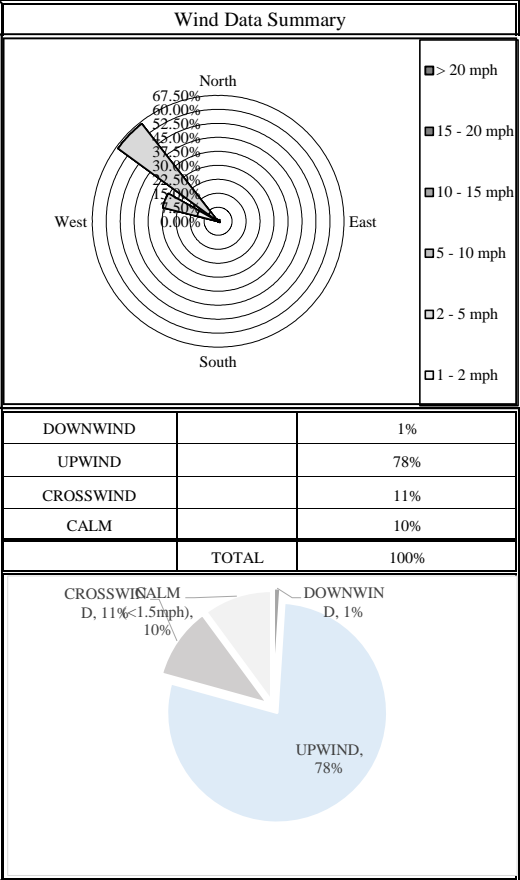 Wind Data Summary
North
67.50%
60.00%
52.50%
45.00%
37.50%
30.00%
22.50%
15.00%
7.50%
0.00%
West
East
South
> 20 mph
15 - 20 mph
10 - 15 mph
5 - 10 mph
2 - 5 mph
1 - 2 mph
DOWNWIND 1%
UPWIND 78%
CROSSWIND 11%
CALM 10%
TOTAL 100%
CROSSWIN
D, 11%
CALM
(<1.5mph),
10%
DOWNWIN
D, 1%
UPWIND,
78%